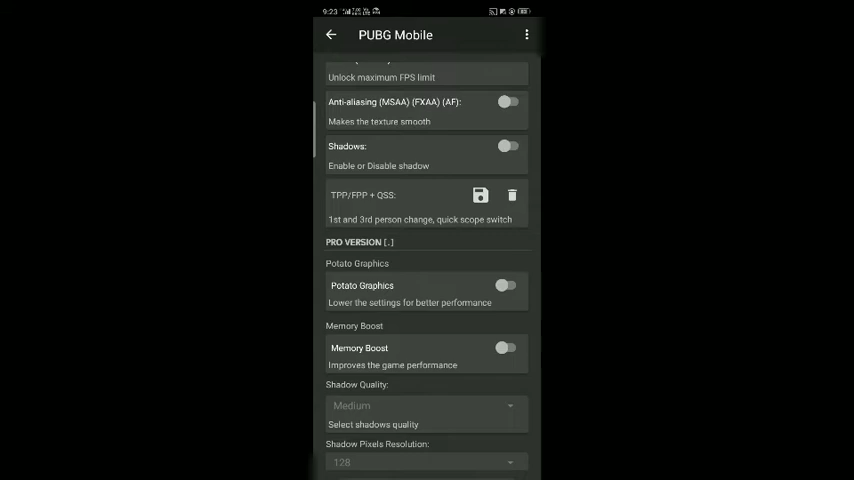 9:23
PUBG Mobile
Unlock maximum FPS limit
Anti-aliasing (MSAA) (FXAA) (AF):
Makes the texture smooth
Shadows:
Enable or Disable shadow
TPP/FPP + QSS:
1st and 3rd person change, quick scope switch
PRO VERSION [.]
Potato Graphics
Potato Graphics
Lower the settings for better performance
Memory Boost
Memory Boost
Improves the game performance
Shadow Quality:
Medium
Select shadows quality
Shadow Pixels Resolution:
128